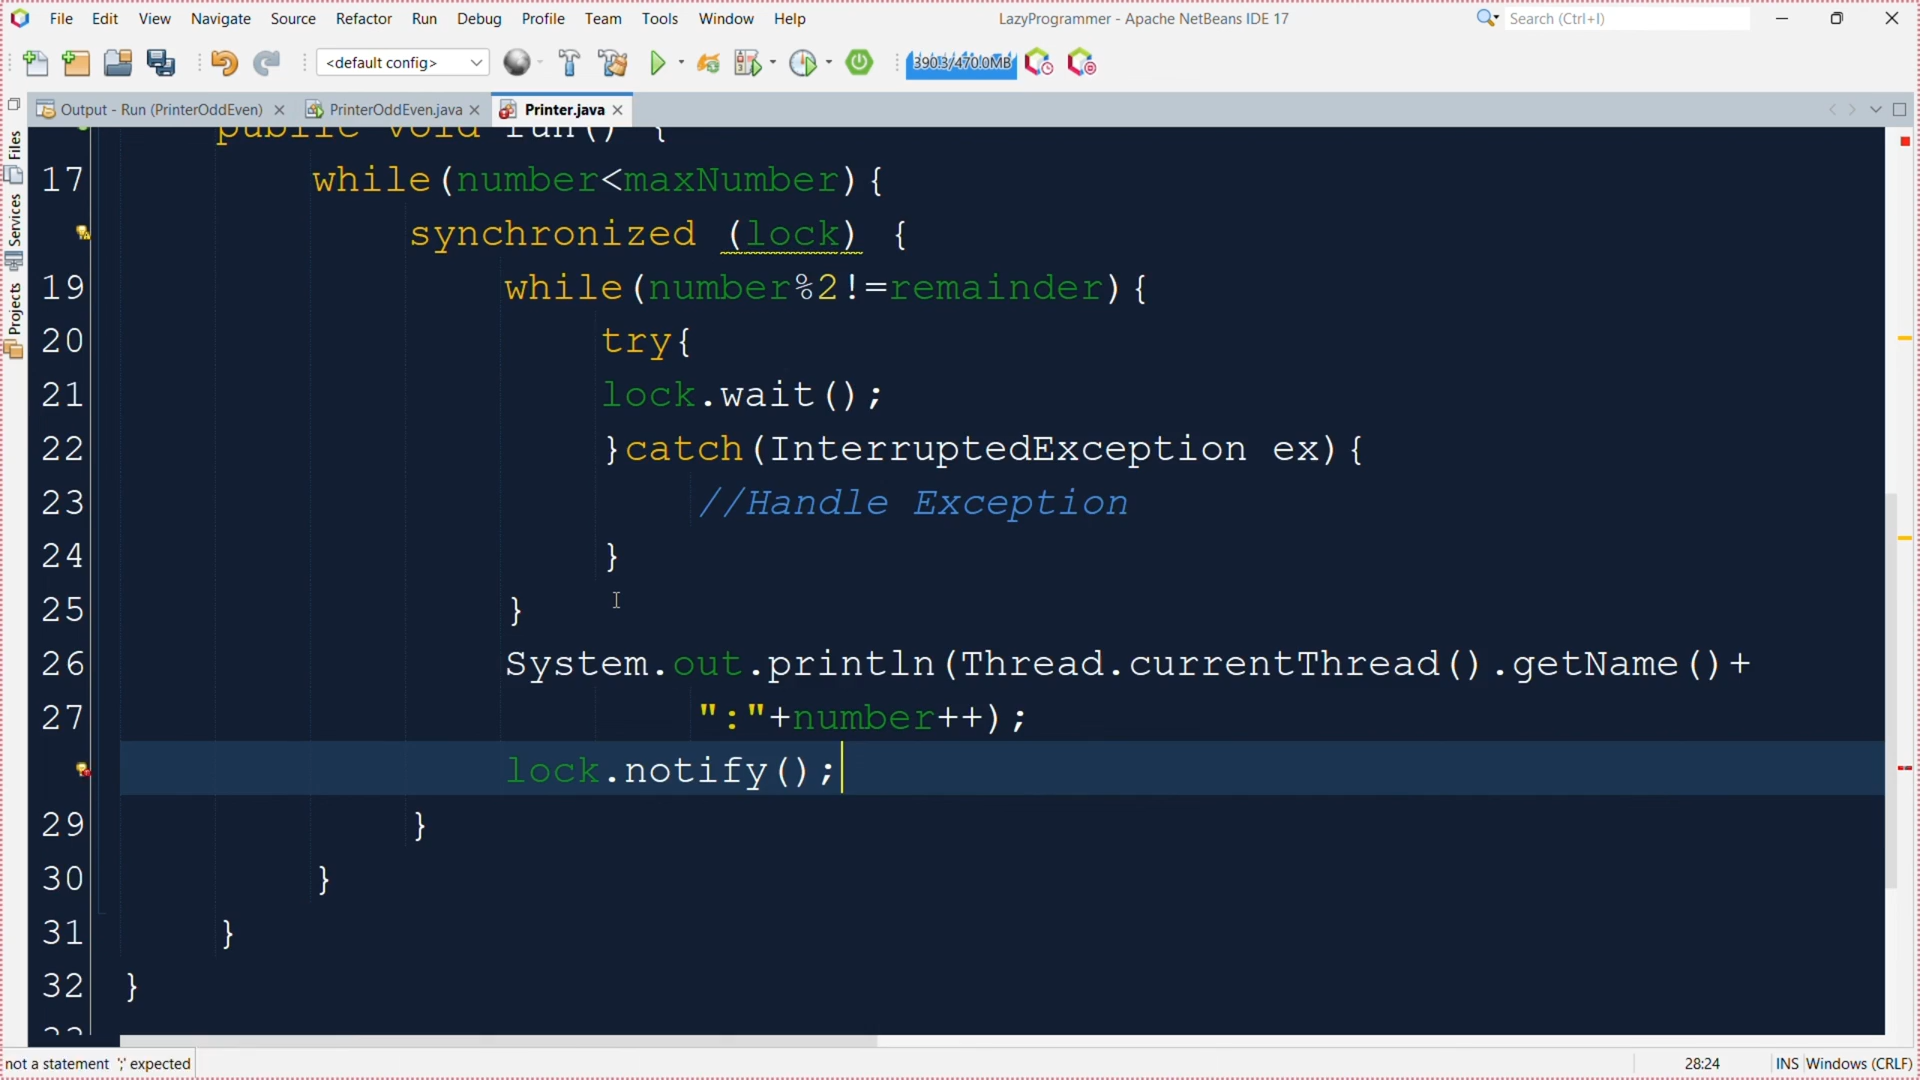 File Edit View Navigate Source Refactor Run Debug Profile Team Tools Window Help LazyProgrammer - Apache NetBeans IDE 17 Search (Ctrl+I)
<default config> 390.3/470.0MB
Output - Run (PrinterOddEven) PrinterOddEven.java Printer.java
Files
Services
Projects
public void run() {
17 while(number<maxNumber){
synchronized (lock) {
19 while(number%2!=remainder){
20 try{
21 lock.wait();
22 }catch(InterruptedException ex){
23 //Handle Exception
24 }
25 }
26 System.out.println(Thread.currentThread().getName()+
27 ":"+number++);
lock.notify();
29 }
30 }
31 }
32 }
not a statement ';' expected 28:24 INS Windows (CRLF)